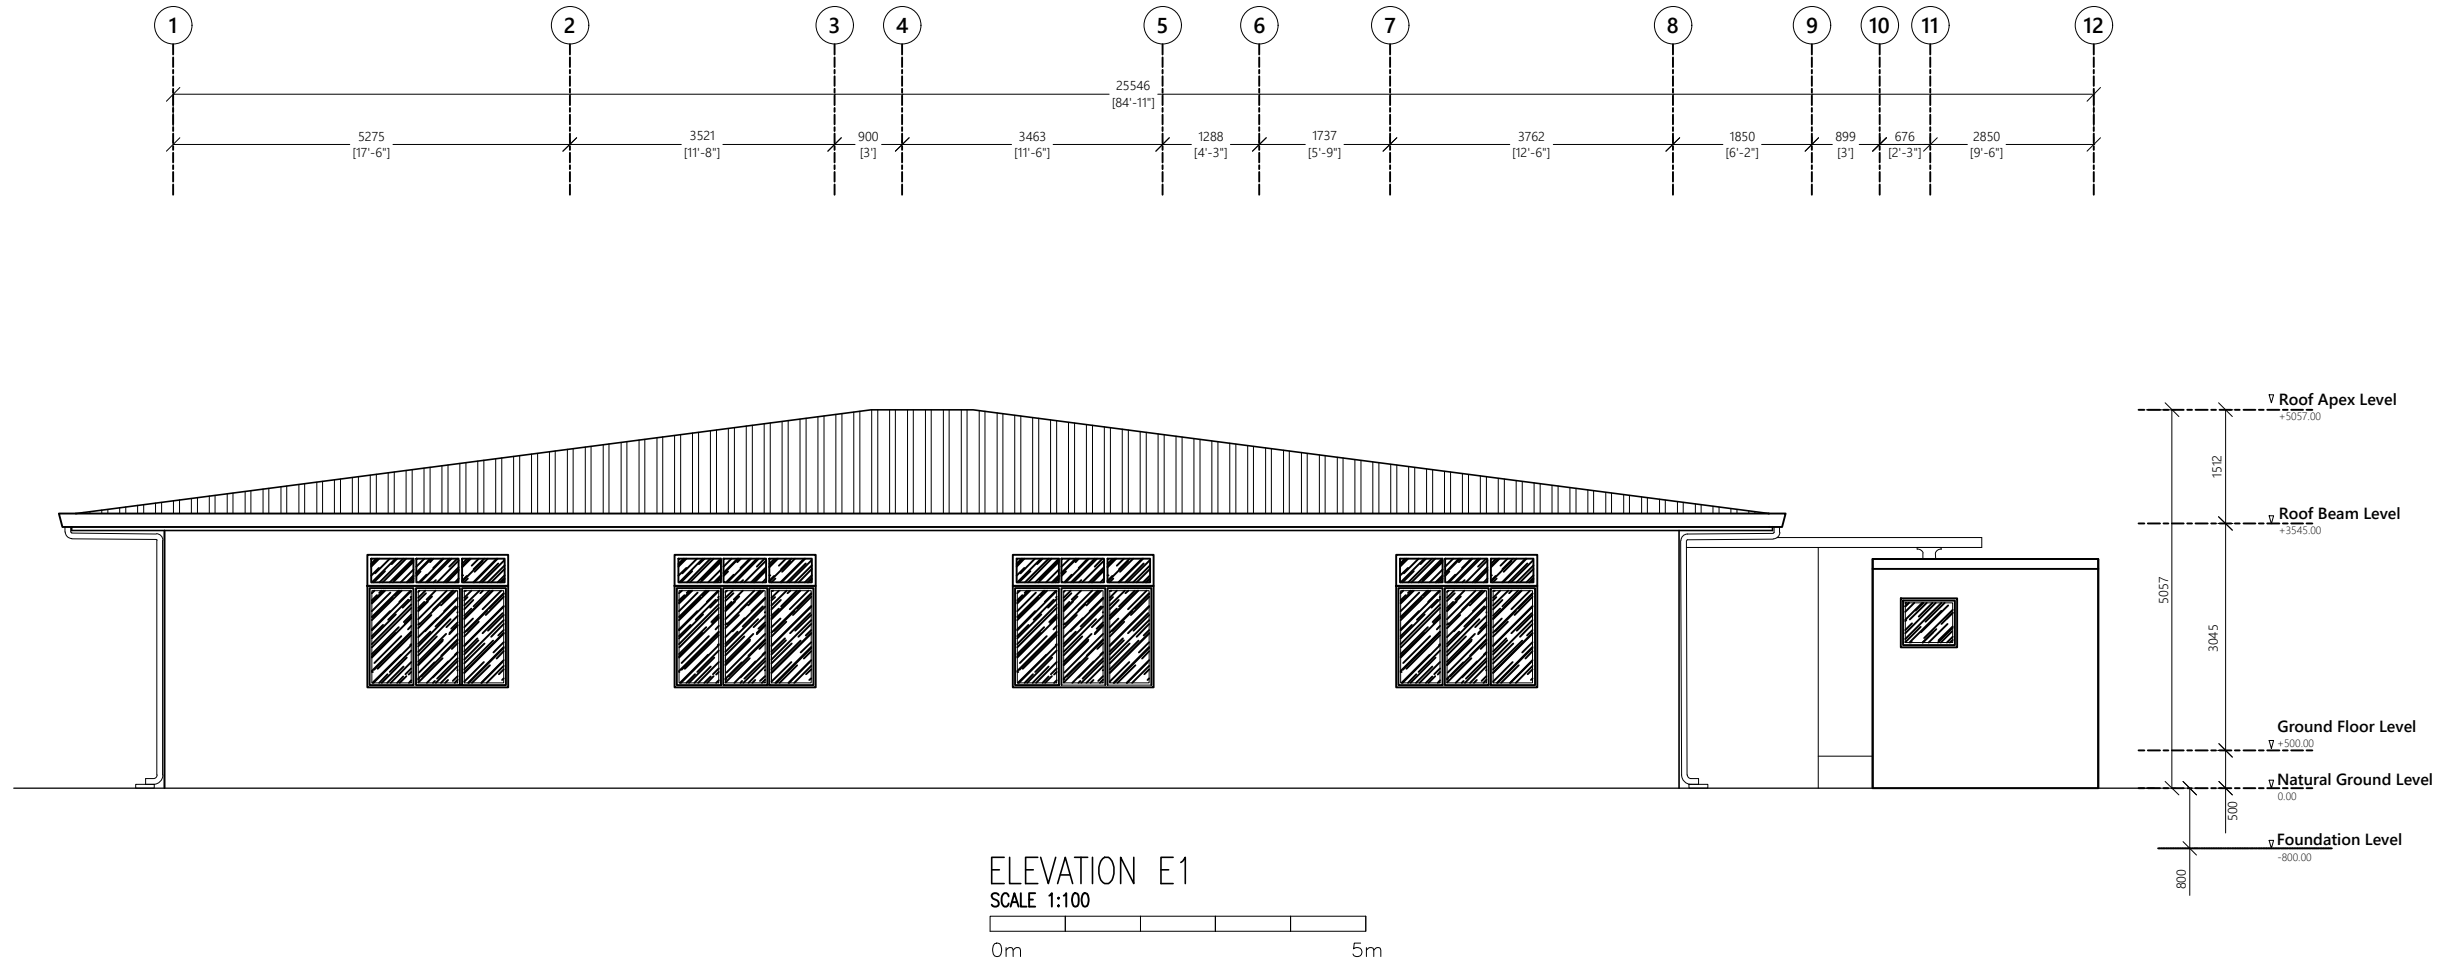 1 2 3 4 5 6 7 8 9 10 11 12
25546
[84'-11"]
5275 3521 900 3463 1288 1737 3762 1850 899 676 2850
[17'-6"] [11'-8"] [3'] [11'-6"] [4'-3"] [5'-9"] [12'-6"] [6'-2"] [3'] [2'-3"] [9'-6"]
Roof Apex Level
+5057.00
1512
Roof Beam Level
+3545.00
5057
3045
Ground Floor Level
+500.00
Natural Ground Level
0.00
500
Foundation Level
-800.00
800
ELEVATION E1
SCALE 1:100
0m 5m